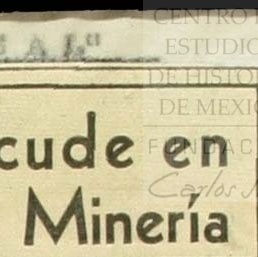 CENTRO
ESTUDIO
DE HISTO
DE MEXIC
FUNDAC
Carlos
cude en
Minería